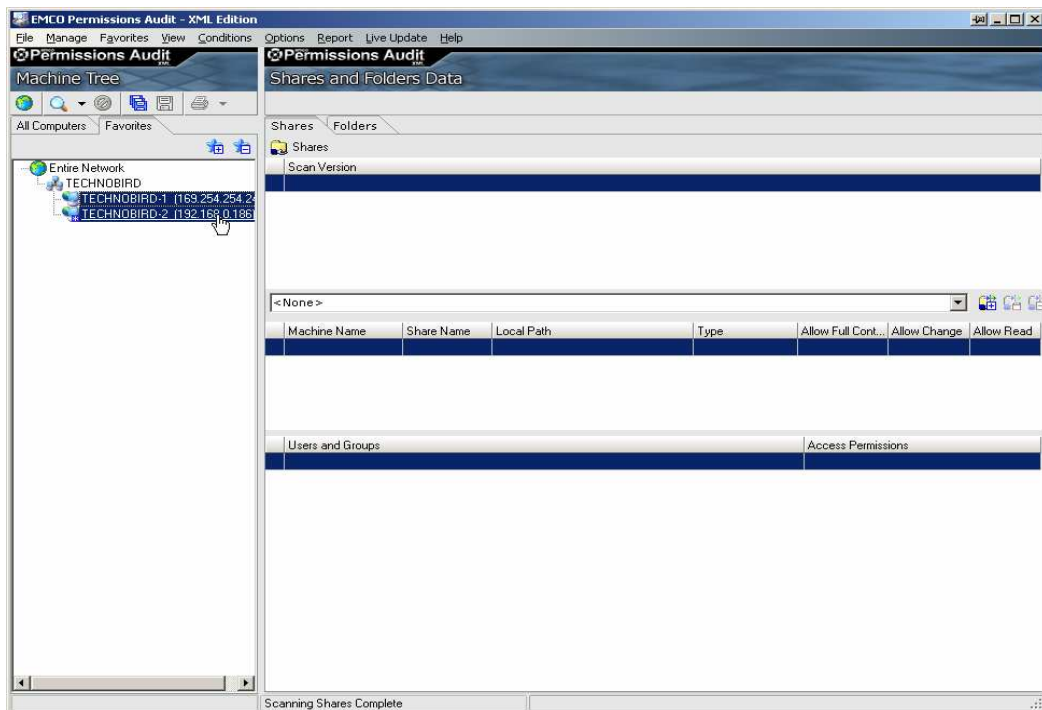 EMCO Permissions Audit - XML Edition
File Manage Favorites View Conditions Options Report Live Update Help
Permissions Audit
XML
Machine Tree
Permissions Audit
XML
Shares and Folders Data
All Computers Favorites
Entire Network
TECHNOBIRD
TECHNOBIRD-1 (169.254.254.24
TECHNOBIRD-2 (192.168.0.186)
Shares Folders
Shares
Scan Version
<None>
Machine Name Share Name Local Path Type Allow Full Cont... Allow Change Allow Read
Users and Groups Access Permissions
Scanning Shares Complete